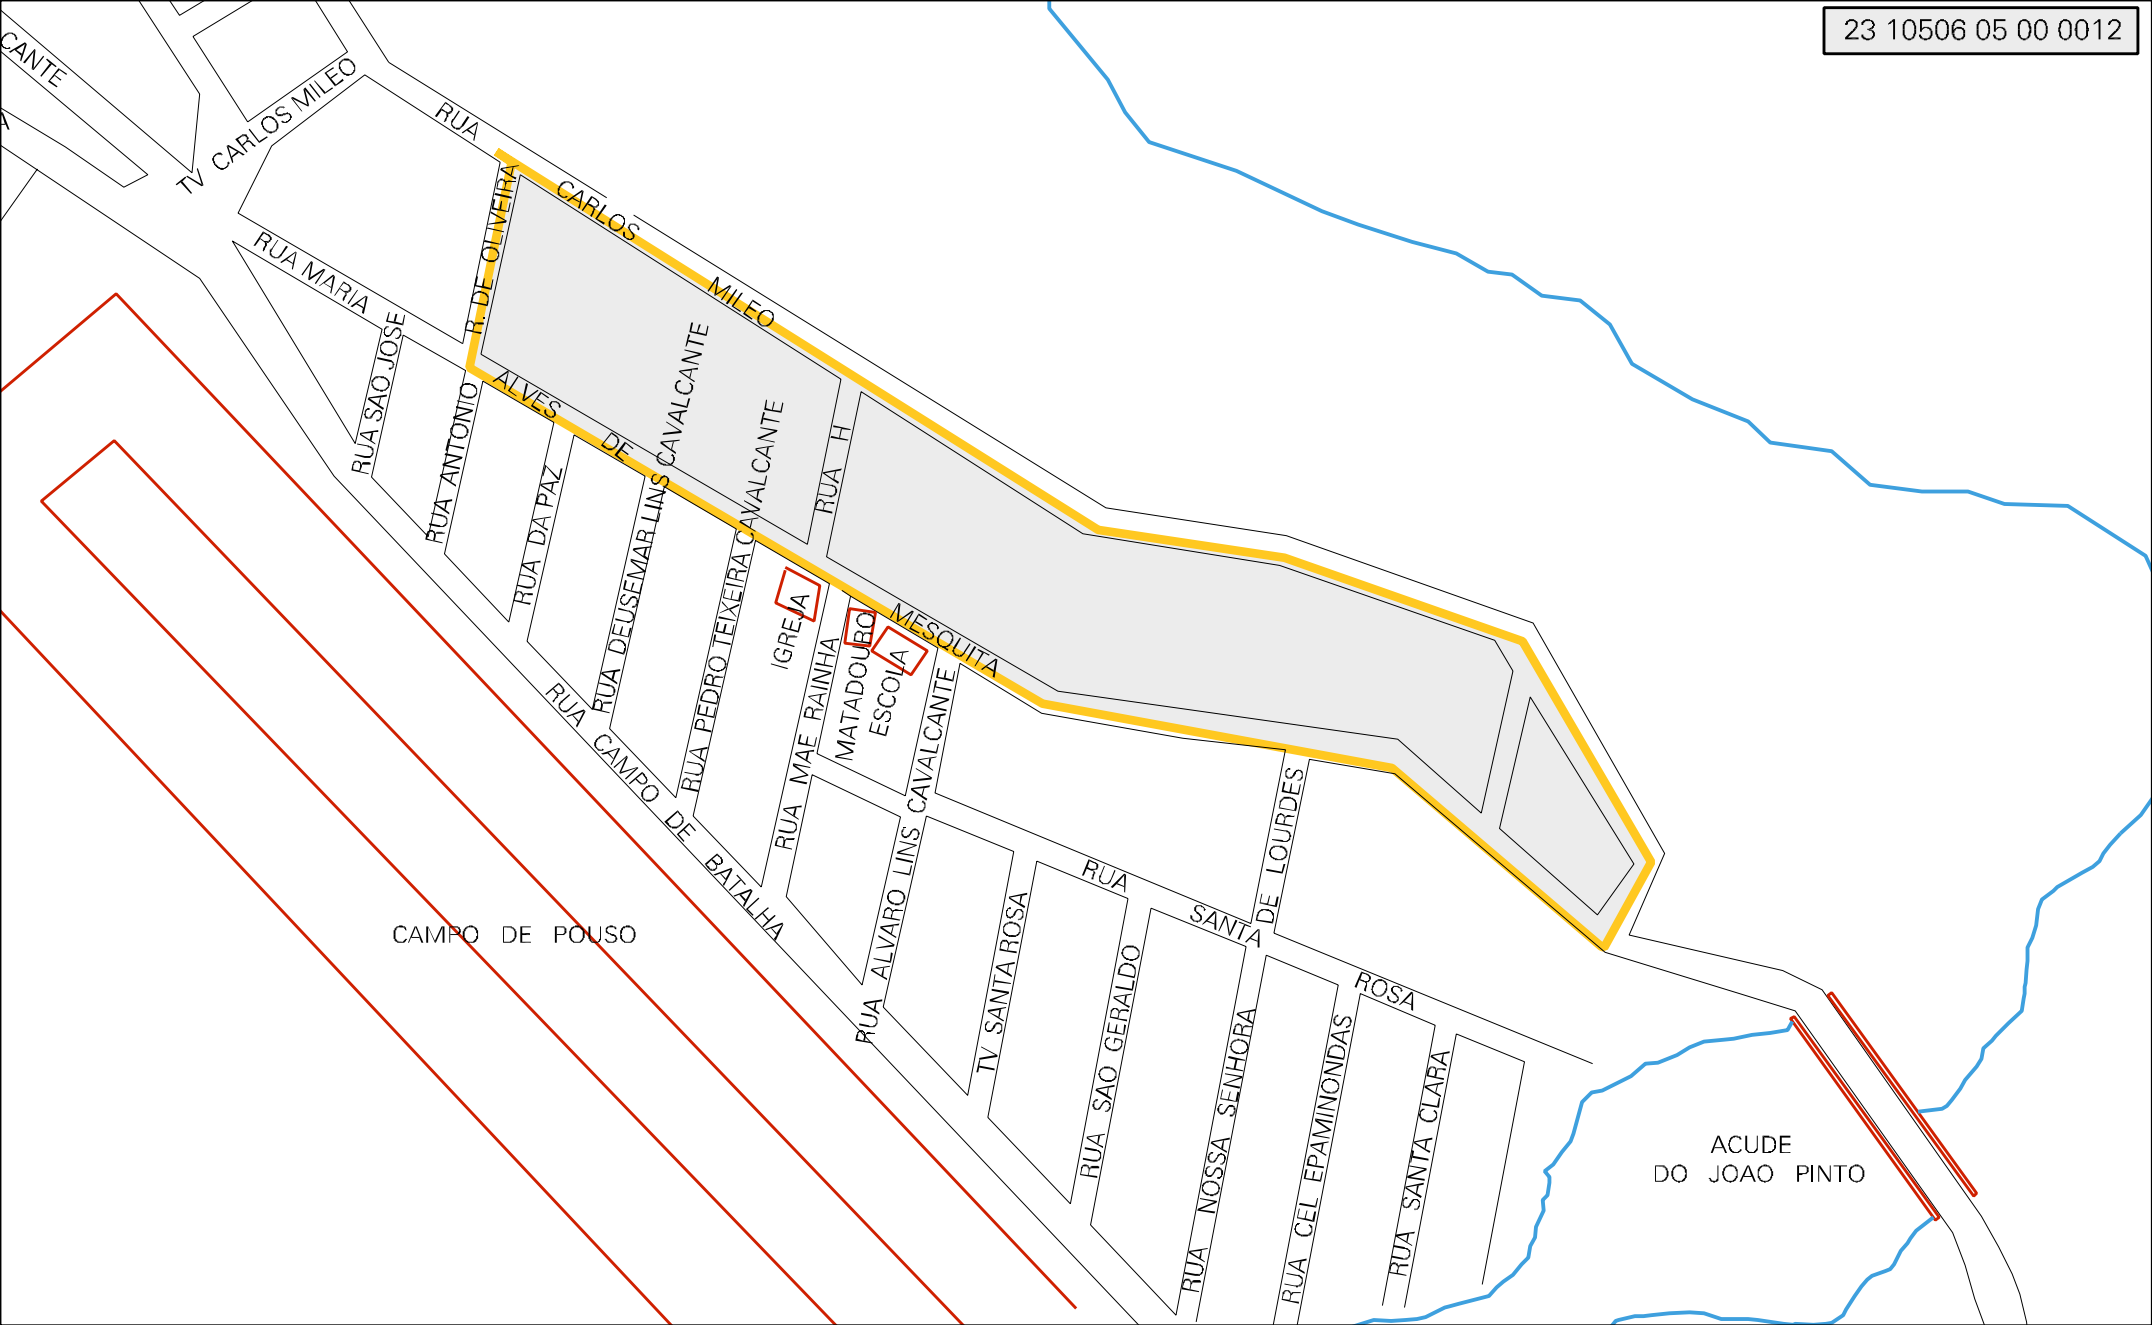 23 10506 05 00 0012
CANTE
A
TV CARLOS MILEO
RUA CARLOS MILEO
R. DE OLIVEIRA
RUA MARIA ALVES DE MESQUITA
RUA SAO JOSE
RUA ANTONIO
RUA DA PAZ
RUA DEUSEMAR LINS CAVALCANTE
RUA PEDRO TEIXEIRA CAVALCANTE
RUA H
IGREJA
MATADOURO
ESCOLA
RUA MAE RAINHA
RUA ALVARO LINS CAVALCANTE
RUA CAMPO DE BATALHA
CAMPO DE POUSO
RUA SANTA ROSA
TV SANTA ROSA
RUA SAO GERALDO
RUA NOSSA SENHORA DE LOURDES
RUA CEL EPAMINONDAS
RUA SANTA CLARA
ACUDE
DO JOAO PINTO